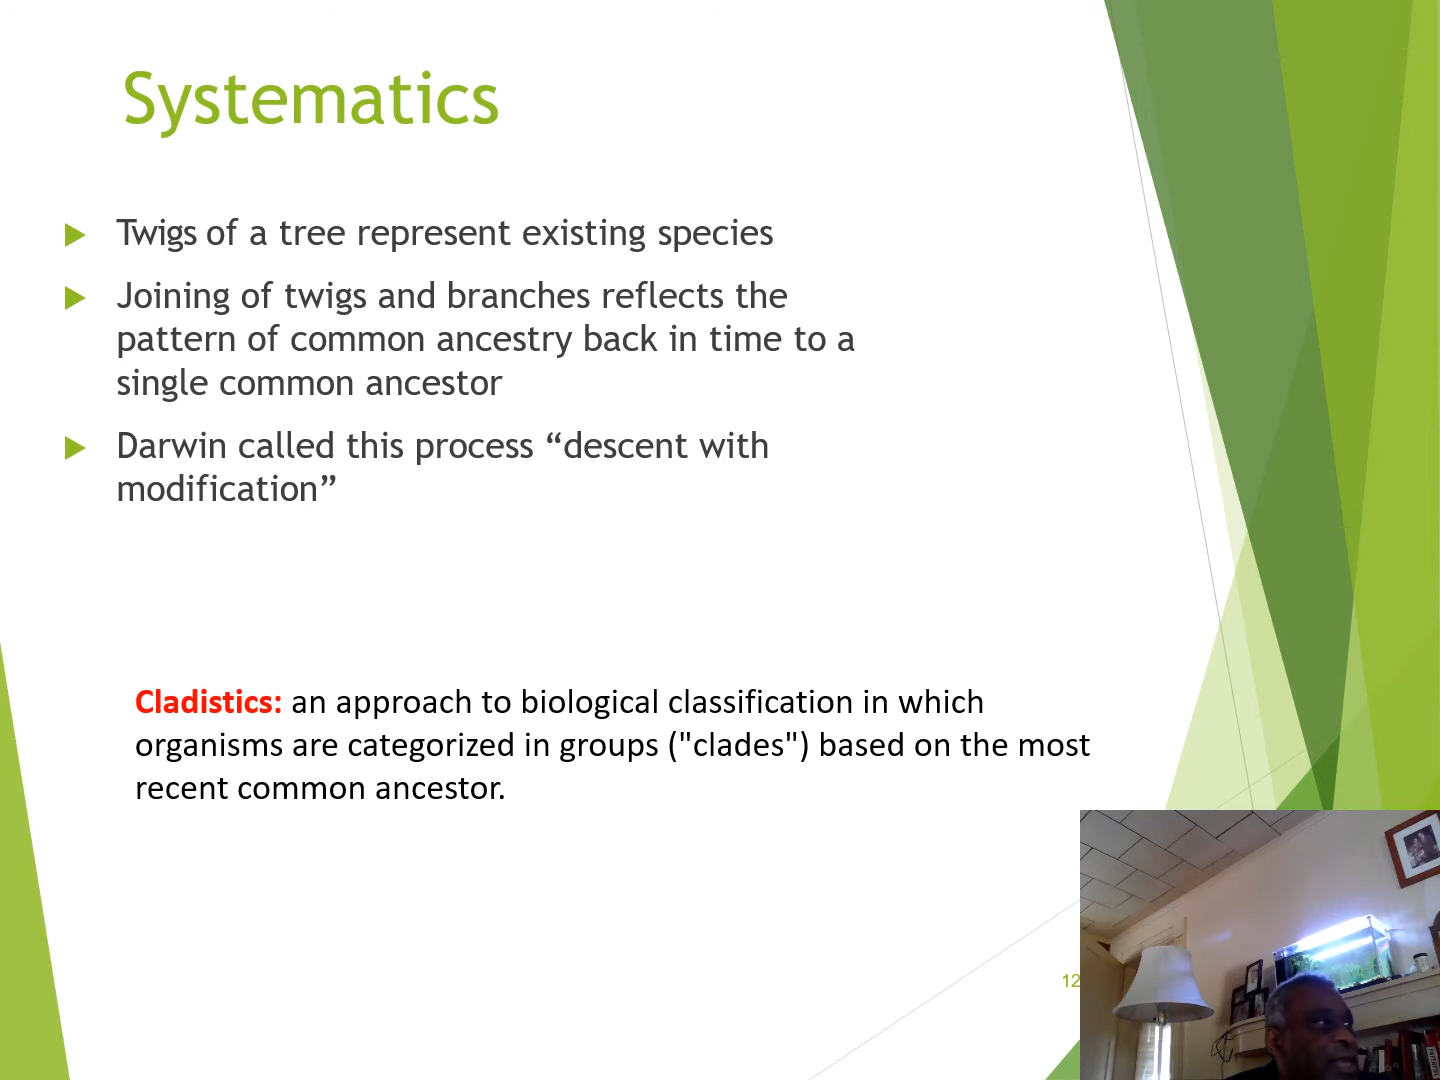 Systematics
Twigs of a tree represent existing species
Joining of twigs and branches reflects the
pattern of common ancestry back in time to a
single common ancestor
Darwin called this process “descent with
modification”
Cladistics: an approach to biological classification in which
organisms are categorized in groups ("clades") based on the most
recent common ancestor.
12